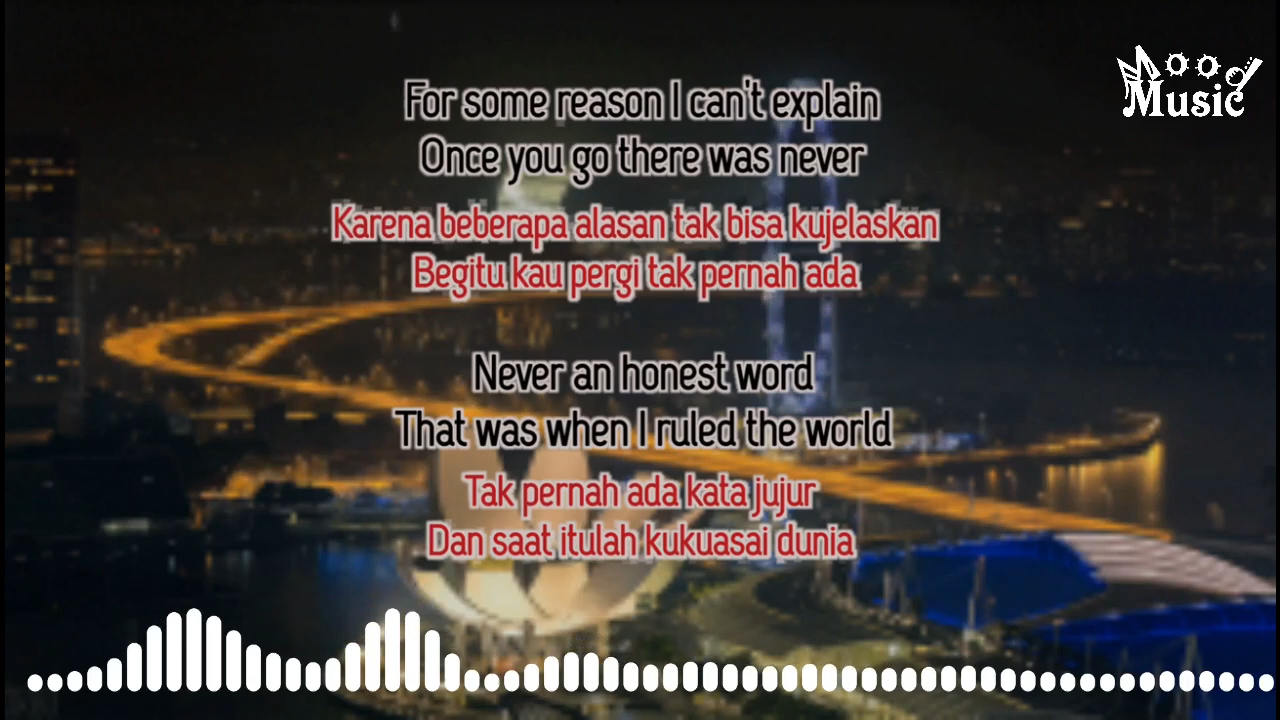 Mood
Music
For some reason I can't explain
Once you go there was never
Karena beberapa alasan tak bisa kujelaskan
Begitu kau pergi tak pernah ada
Never an honest word
That was when I ruled the world
Tak pernah ada kata jujur
Dan saat itulah kukuasai dunia